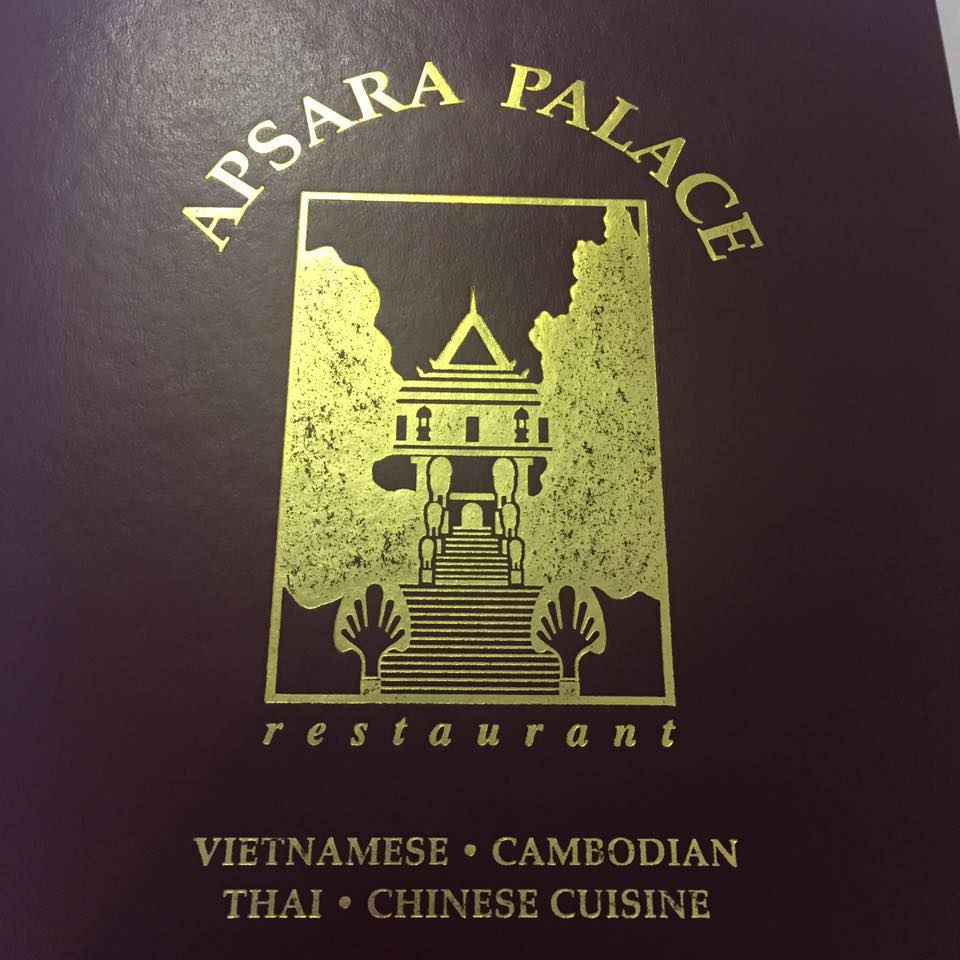 APSARA PALACE
restaurant
VIETNAMESE • CAMBODIAN
THAI • CHINESE CUISINE